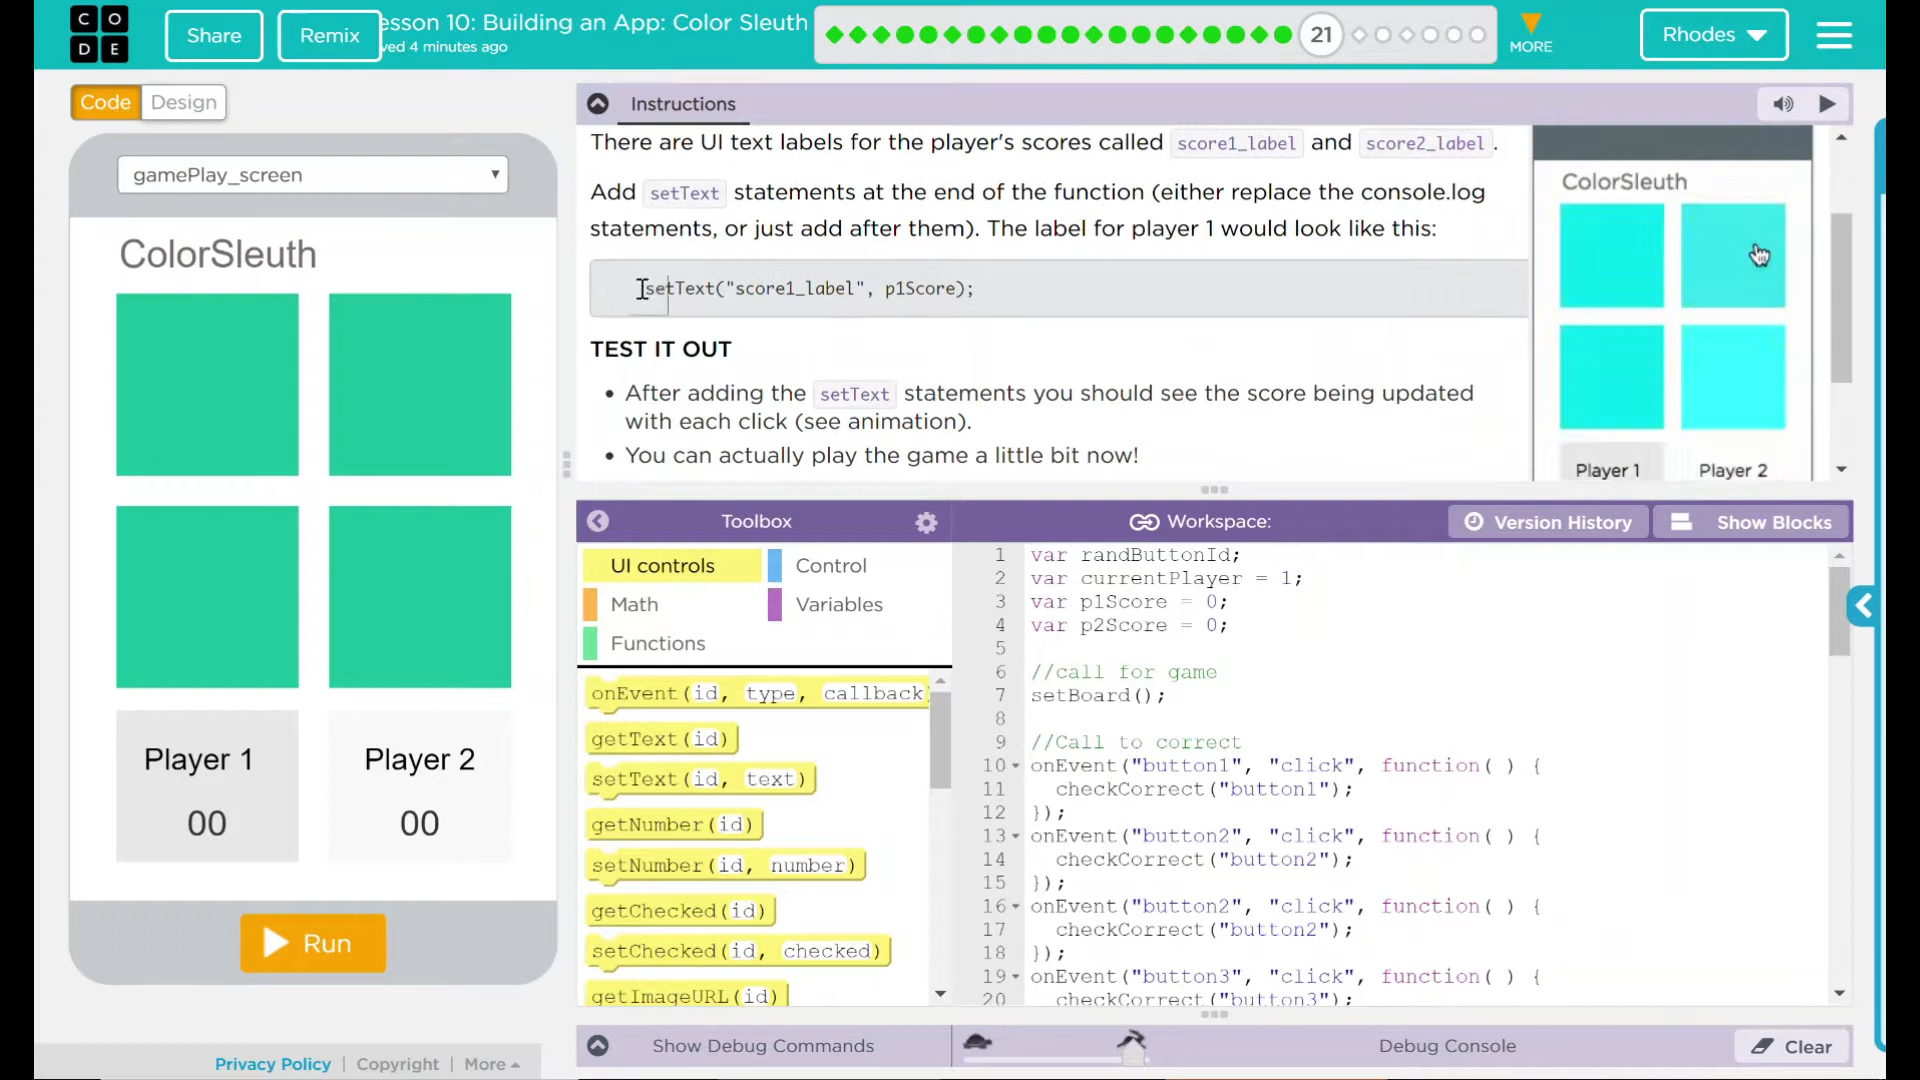 CODE
Share
Remix
esson 10: Building an App: Color Sleuth
ved 4 minutes ago
21
MORE
Rhodes
Code
Design
gamePlay_screen
ColorSleuth
Player 1
Player 2
00
00
Run
Privacy Policy | Copyright | More
Instructions
There are UI text labels for the player's scores called score1_label and score2_label.
Add setText statements at the end of the function (either replace the console.log
statements, or just add after them). The label for player 1 would look like this:
setText("score1_label", p1Score);
TEST IT OUT
• After adding the setText statements you should see the score being updated
with each click (see animation).
• You can actually play the game a little bit now!
ColorSleuth
Player 1
Player 2
Toolbox
Workspace:
Version History
Show Blocks
UI controls
Control
Math
Variables
Functions
onEvent(id, type, callback)
getText(id)
setText(id, text)
getNumber(id)
setNumber(id, number)
getChecked(id)
setChecked(id, checked)
getImageURL(id)
1 var randButtonId;
2 var currentPlayer = 1;
3 var p1Score = 0;
4 var p2Score = 0;
5
6 //call for game
7 setBoard();
8
9 //Call to correct
10 onEvent("button1", "click", function( ) {
11 checkCorrect("button1");
12 });
13 onEvent("button2", "click", function( ) {
14 checkCorrect("button2");
15 });
16 onEvent("button2", "click", function( ) {
17 checkCorrect("button2");
18 });
19 onEvent("button3", "click", function( ) {
20 checkCorrect("button3");
Show Debug Commands
Debug Console
Clear